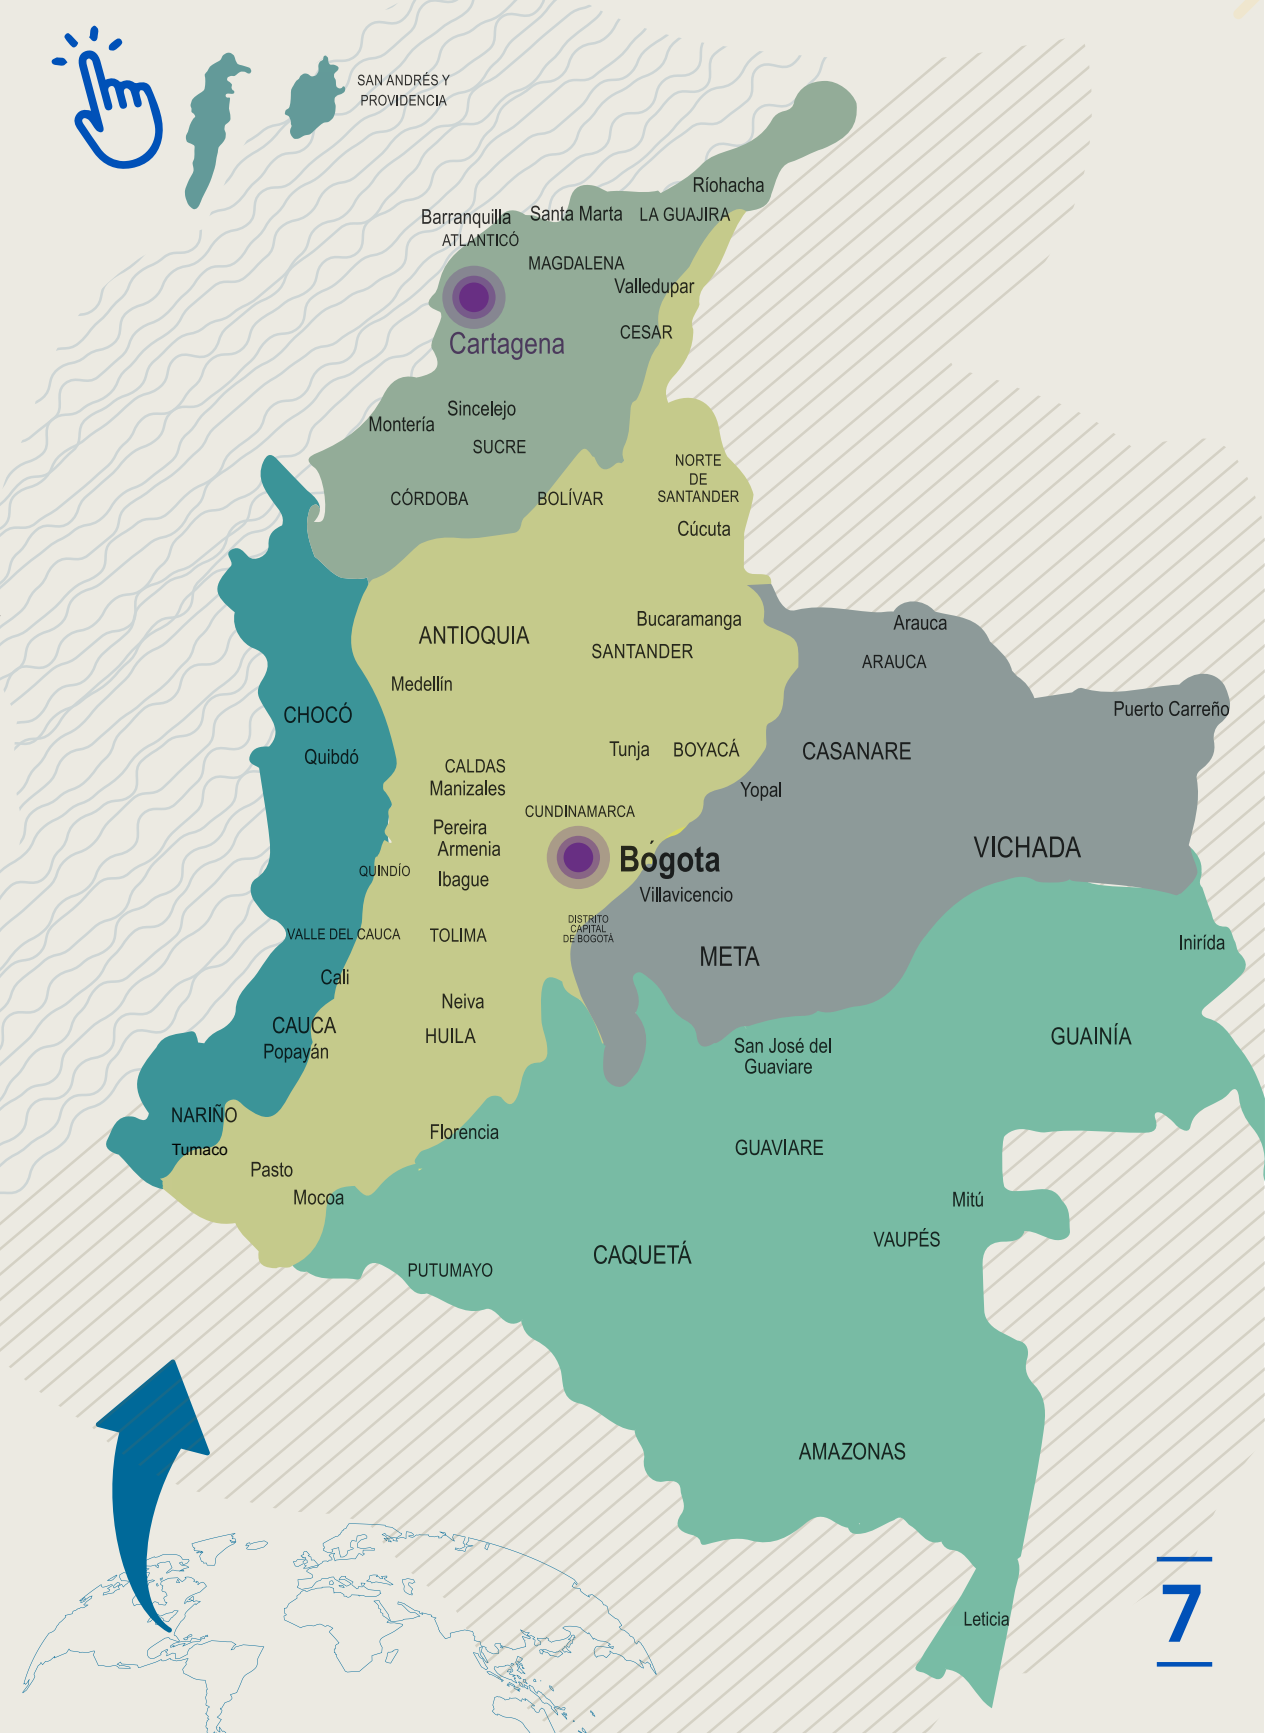 SAN ANDRÉS Y
PROVIDENCIA
Ríohacha
Barranquilla
Santa Marta
LA GUAJIRA
ATLANTICÓ
MAGDALENA
Valledupar
CESAR
Cartagena
Sincelejo
Montería
SUCRE
NORTE
DE
SANTANDER
CÓRDOBA
BOLÍVAR
Cúcuta
Bucaramanga
Arauca
ANTIOQUIA
SANTANDER
ARAUCA
Medellín
CHOCÓ
Puerto Carreño
Quibdó
Tunja
BOYACÁ
CASANARE
CALDAS
Manizales
Yopal
CUNDINAMARCA
Pereira
Armenia
VICHADA
Bógota
QUINDÍO
Ibague
Villavicencio
DISTRITO
CAPITAL
DE BOGOTÁ
VALLE DEL CAUCA
TOLIMA
Inirída
META
Cali
Neiva
CAUCA
HUILA
GUAINÍA
Popayán
San José del
Guaviare
NARIÑO
Florencia
Tumaco
GUAVIARE
Pasto
Mocoa
Mitú
VAUPÉS
CAQUETÁ
PUTUMAYO
AMAZONAS
Leticia
7